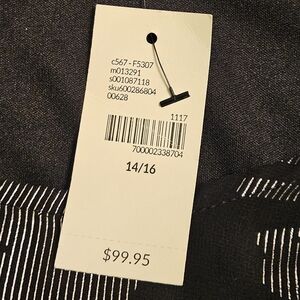 c567 - F5307
m013291
s001087118
sku600286804
00628
1117
700002338704
14/16
$99.95